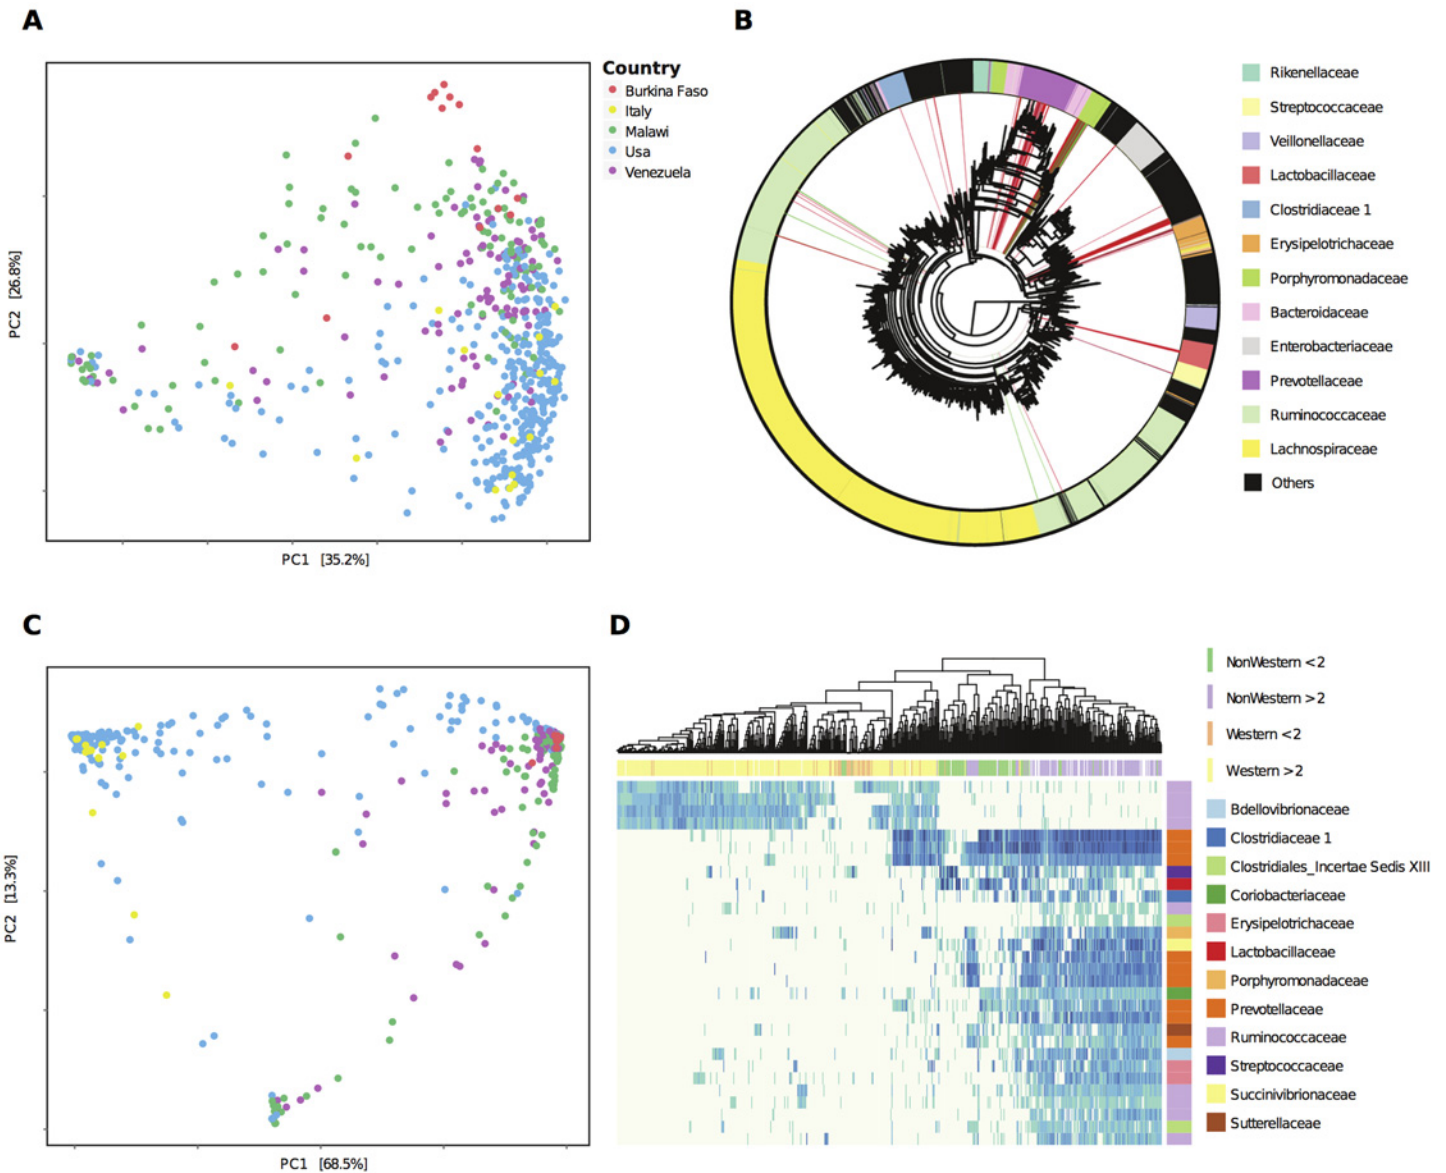 A
B
Country
Burkina Faso
Italy
Malawi
Usa
Venezuela
PC2 [26.8%]
PC1 [35.2%]
Rikenellaceae
Streptococcaceae
Veillonellaceae
Lactobacillaceae
Clostridiaceae 1
Erysipelotrichaceae
Porphyromonadaceae
Bacteroidaceae
Enterobacteriaceae
Prevotellaceae
Ruminococcaceae
Lachnospiraceae
Others
C
D
PC2 [13.3%]
PC1 [68.5%]
NonWestern <2
NonWestern >2
Western <2
Western >2
Bdellovibrionaceae
Clostridiaceae 1
Clostridiales_Incertae Sedis XIII
Coriobacteriaceae
Erysipelotrichaceae
Lactobacillaceae
Porphyromonadaceae
Prevotellaceae
Ruminococcaceae
Streptococcaceae
Succinivibrionaceae
Sutterellaceae